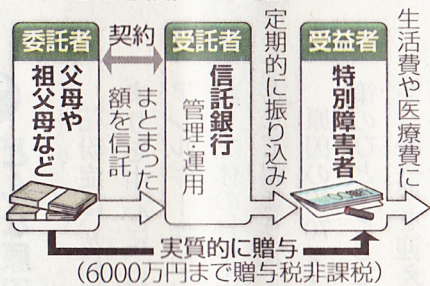 委託者
父母や
祖父母など
契約
まとまった
額を信託
受託者
信託銀行
管理・運用
定期的に振り込み
受益者
特別障害者
生活費や医療費に
実質的に贈与
(6000万円まで贈与税非課税)